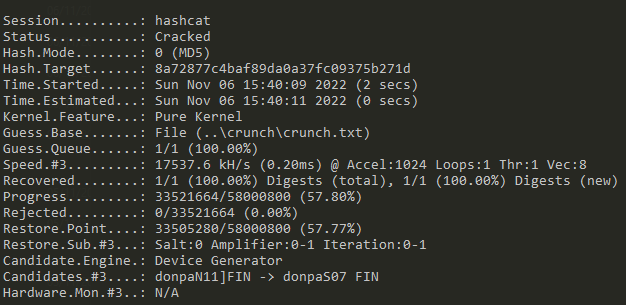 Session..........: hashcat
Status...........: Cracked
Hash.Mode........: 0 (MD5)
Hash.Target......: 8a72877c4baf89da0a37fc09375b271d
Time.Started.....: Sun Nov 06 15:40:09 2022 (2 secs)
Time.Estimated...: Sun Nov 06 15:40:11 2022 (0 secs)
Kernel.Feature...: Pure Kernel
Guess.Base.......: File (..\crunch\crunch.txt)
Guess.Queue......: 1/1 (100.00%)
Speed.#3.........: 17537.6 kH/s (0.20ms) @ Accel:1024 Loops:1 Thr:1 Vec:8
Recovered........: 1/1 (100.00%) Digests (total), 1/1 (100.00%) Digests (new)
Progress.........: 33521664/58000800 (57.80%)
Rejected.........: 0/33521664 (0.00%)
Restore.Point....: 33505280/58000800 (57.77%)
Restore.Sub.#3...: Salt:0 Amplifier:0-1 Iteration:0-1
Candidate.Engine.: Device Generator
Candidates.#3....: donpaN11]FIN -> donpaS07 FIN
Hardware.Mon.#3..: N/A